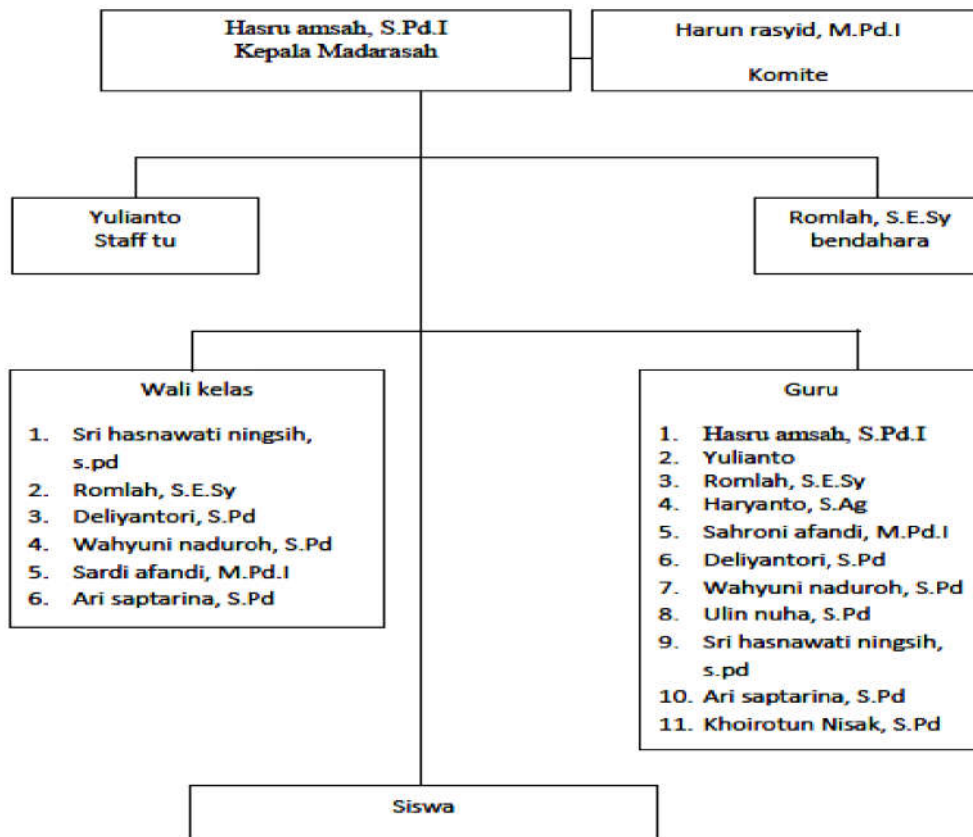 Hasru amsah, S.Pd.I
Kepala Madarasah
Harun rasyid, M.Pd.I
Komite
Yulianto
Staff tu
Romlah, S.E.Sy
bendahara
Wali kelas
1. Sri hasnawati ningsih,
s.pd
2. Romlah, S.E.Sy
3. Deliyantori, S.Pd
4. Wahyuni naduroh, S.Pd
5. Sardi afandi, M.Pd.I
6. Ari saptarina, S.Pd
Guru
1. Hasru amsah, S.Pd.I
2. Yulianto
3. Romlah, S.E.Sy
4. Haryanto, S.Ag
5. Sahroni afandi, M.Pd.I
6. Deliyantori, S.Pd
7. Wahyuni naduroh, S.Pd
8. Ulin nuha, S.Pd
9. Sri hasnawati ningsih,
s.pd
10. Ari saptarina, S.Pd
11. Khoirotun Nisak, S.Pd
Siswa